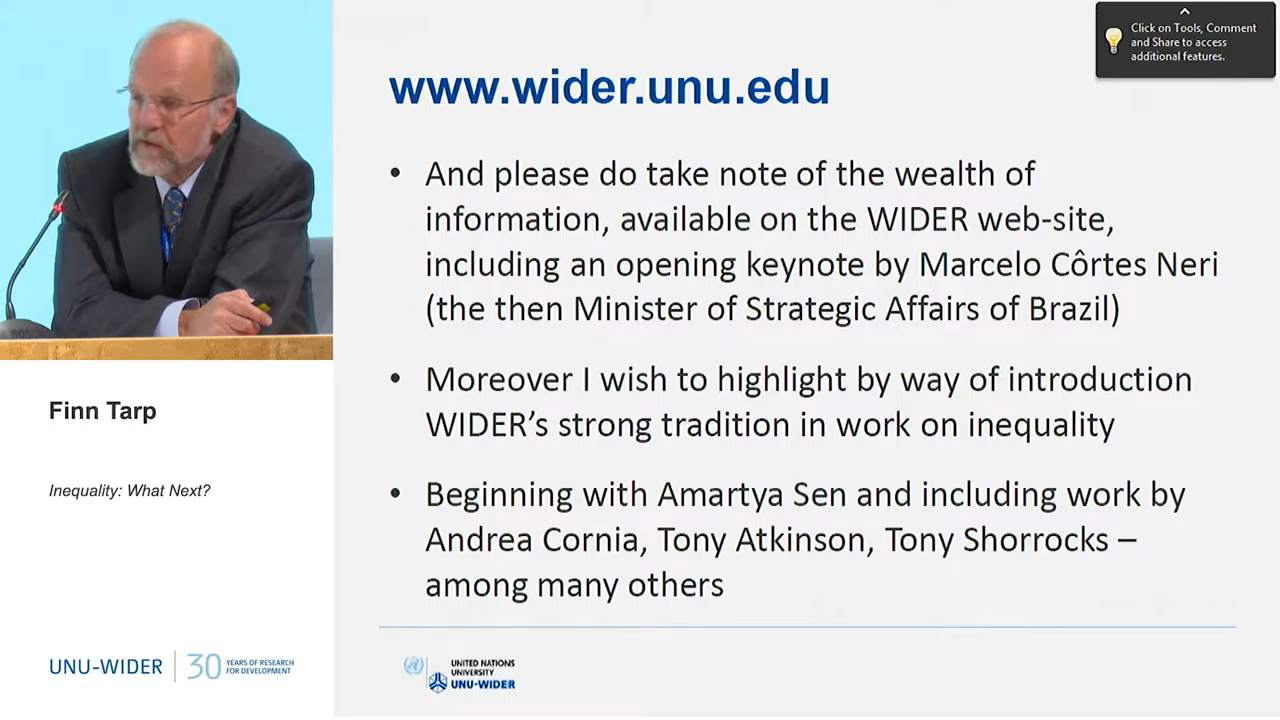 Click on Tools, Comment
and Share to access
additional features.
www.wider.unu.edu
• And please do take note of the wealth of
information, available on the WIDER web-site,
including an opening keynote by Marcelo Côrtes Neri
(the then Minister of Strategic Affairs of Brazil)
• Moreover I wish to highlight by way of introduction
WIDER’s strong tradition in work on inequality
• Beginning with Amartya Sen and including work by
Andrea Cornia, Tony Atkinson, Tony Shorrocks –
among many others
BOSCH
Finn Tarp
Inequality: What Next?
UNU-WIDER
30
YEARS OF RESEARCH
FOR DEVELOPMENT
UNITED NATIONS
UNIVERSITY
UNU-WIDER